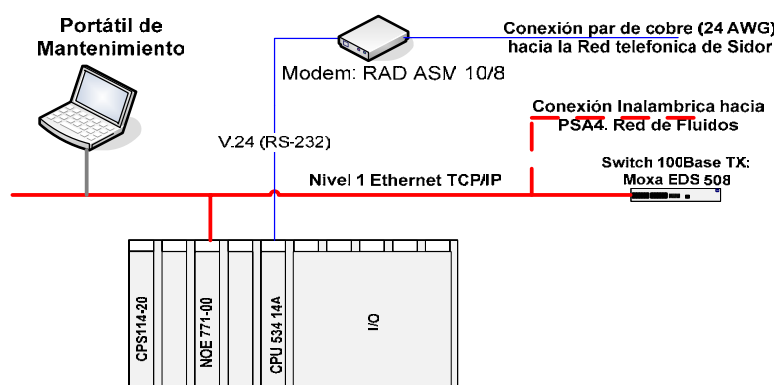 Portátil de
Mantenimiento
Conexión par de cobre (24 AWG)
hacia la Red telefonica de Sidor
Modem: RAD ASM 10/8
Conexión Inalambrica hacia
PSA4. Red de Fluidos
V.24 (RS-232)
Switch 100Base TX:
Moxa EDS 508
Nivel 1 Ethernet TCP/IP
CPS114-20
NOE 771-00
CPU 534 14A
I/O